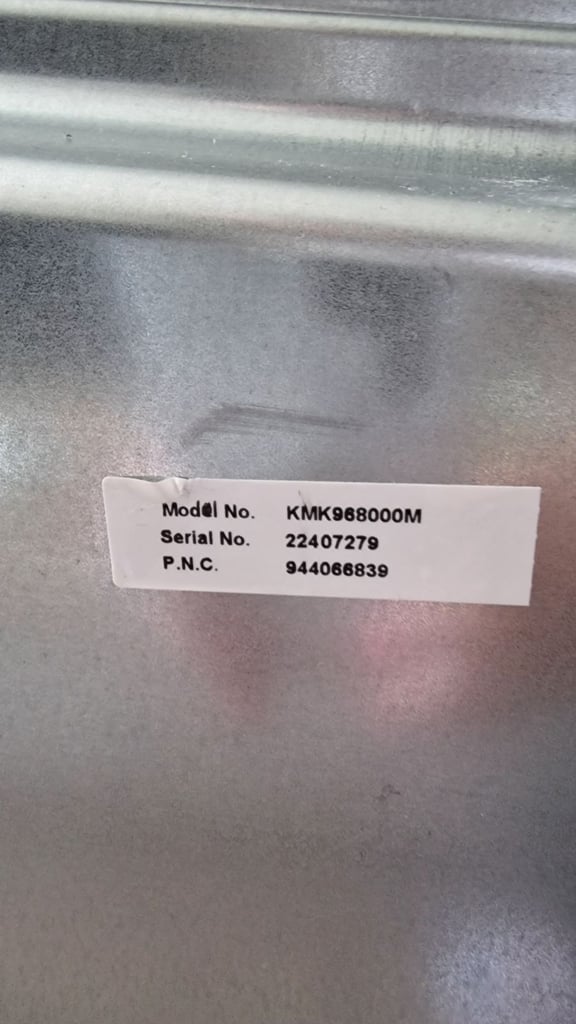 Model No. KMK968000M
Serial No. 22407279
P.N.C. 944066839